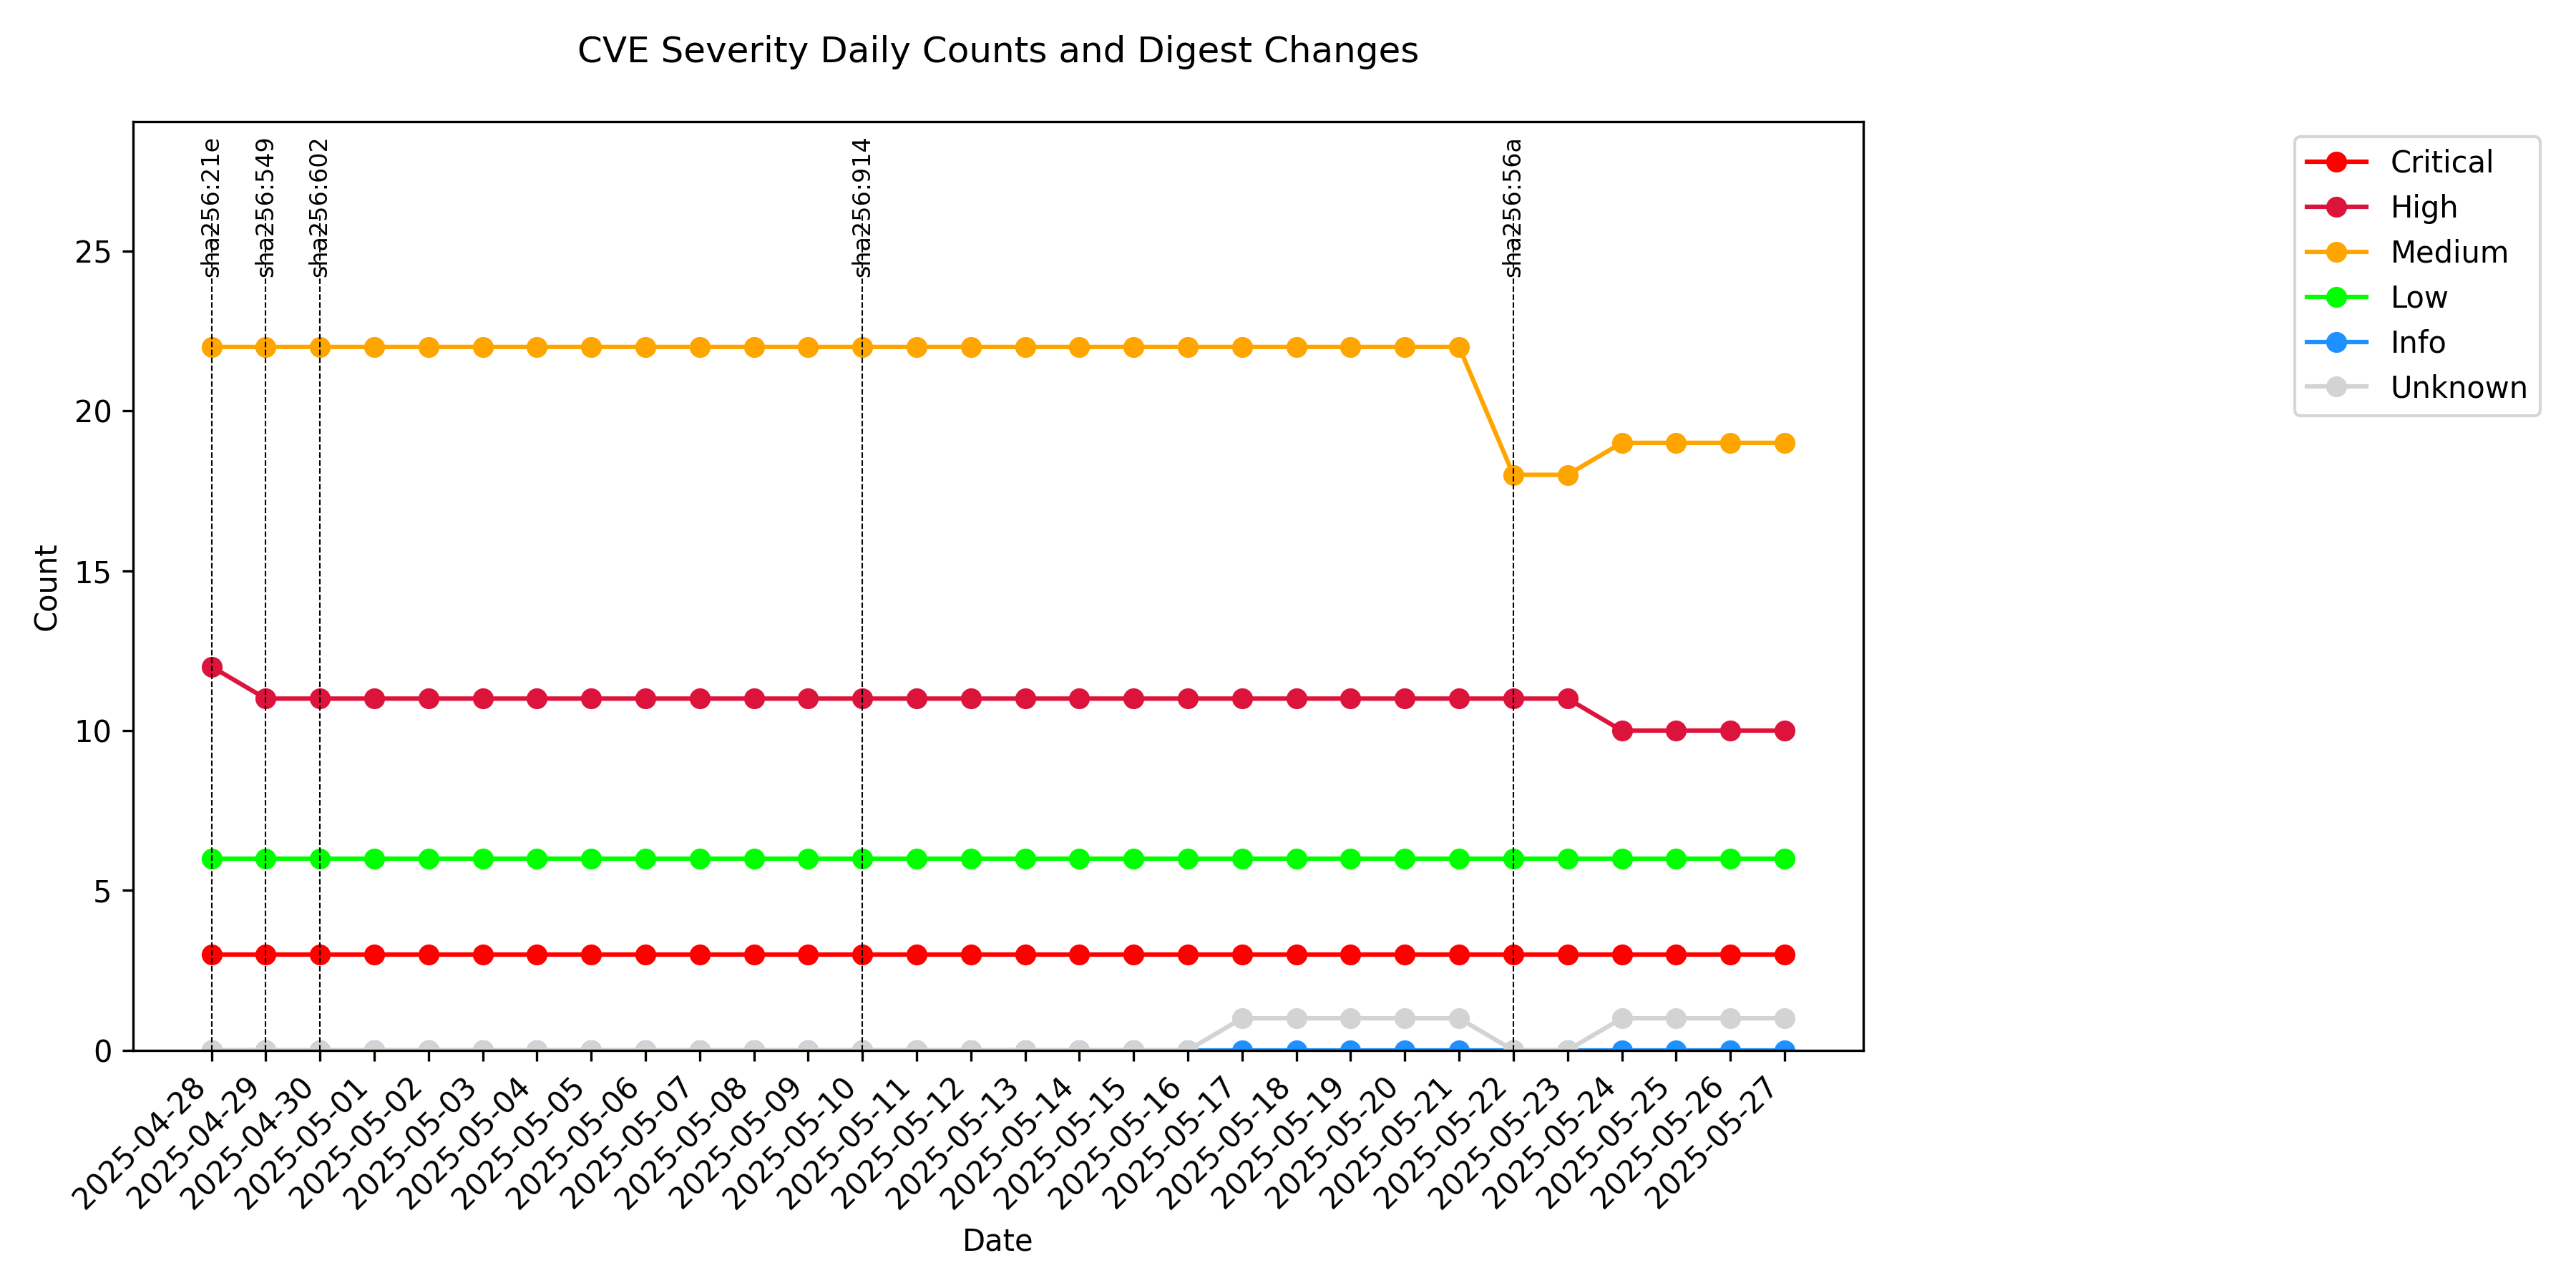 CVE Severity Daily Counts and Digest Changes
sha256:21e
sha256:549
sha256:602
sha256:914
sha256:56a
Critical
High
Medium
Low
Info
Unknown
Count
25
20
15
10
5
0
2025-04-28
2025-04-29
2025-04-30
2025-05-01
2025-05-02
2025-05-03
2025-05-04
2025-05-05
2025-05-06
2025-05-07
2025-05-08
2025-05-09
2025-05-10
2025-05-11
2025-05-12
2025-05-13
2025-05-14
2025-05-15
2025-05-16
2025-05-17
2025-05-18
2025-05-19
2025-05-20
2025-05-21
2025-05-22
2025-05-23
2025-05-24
2025-05-25
2025-05-26
2025-05-27
Date